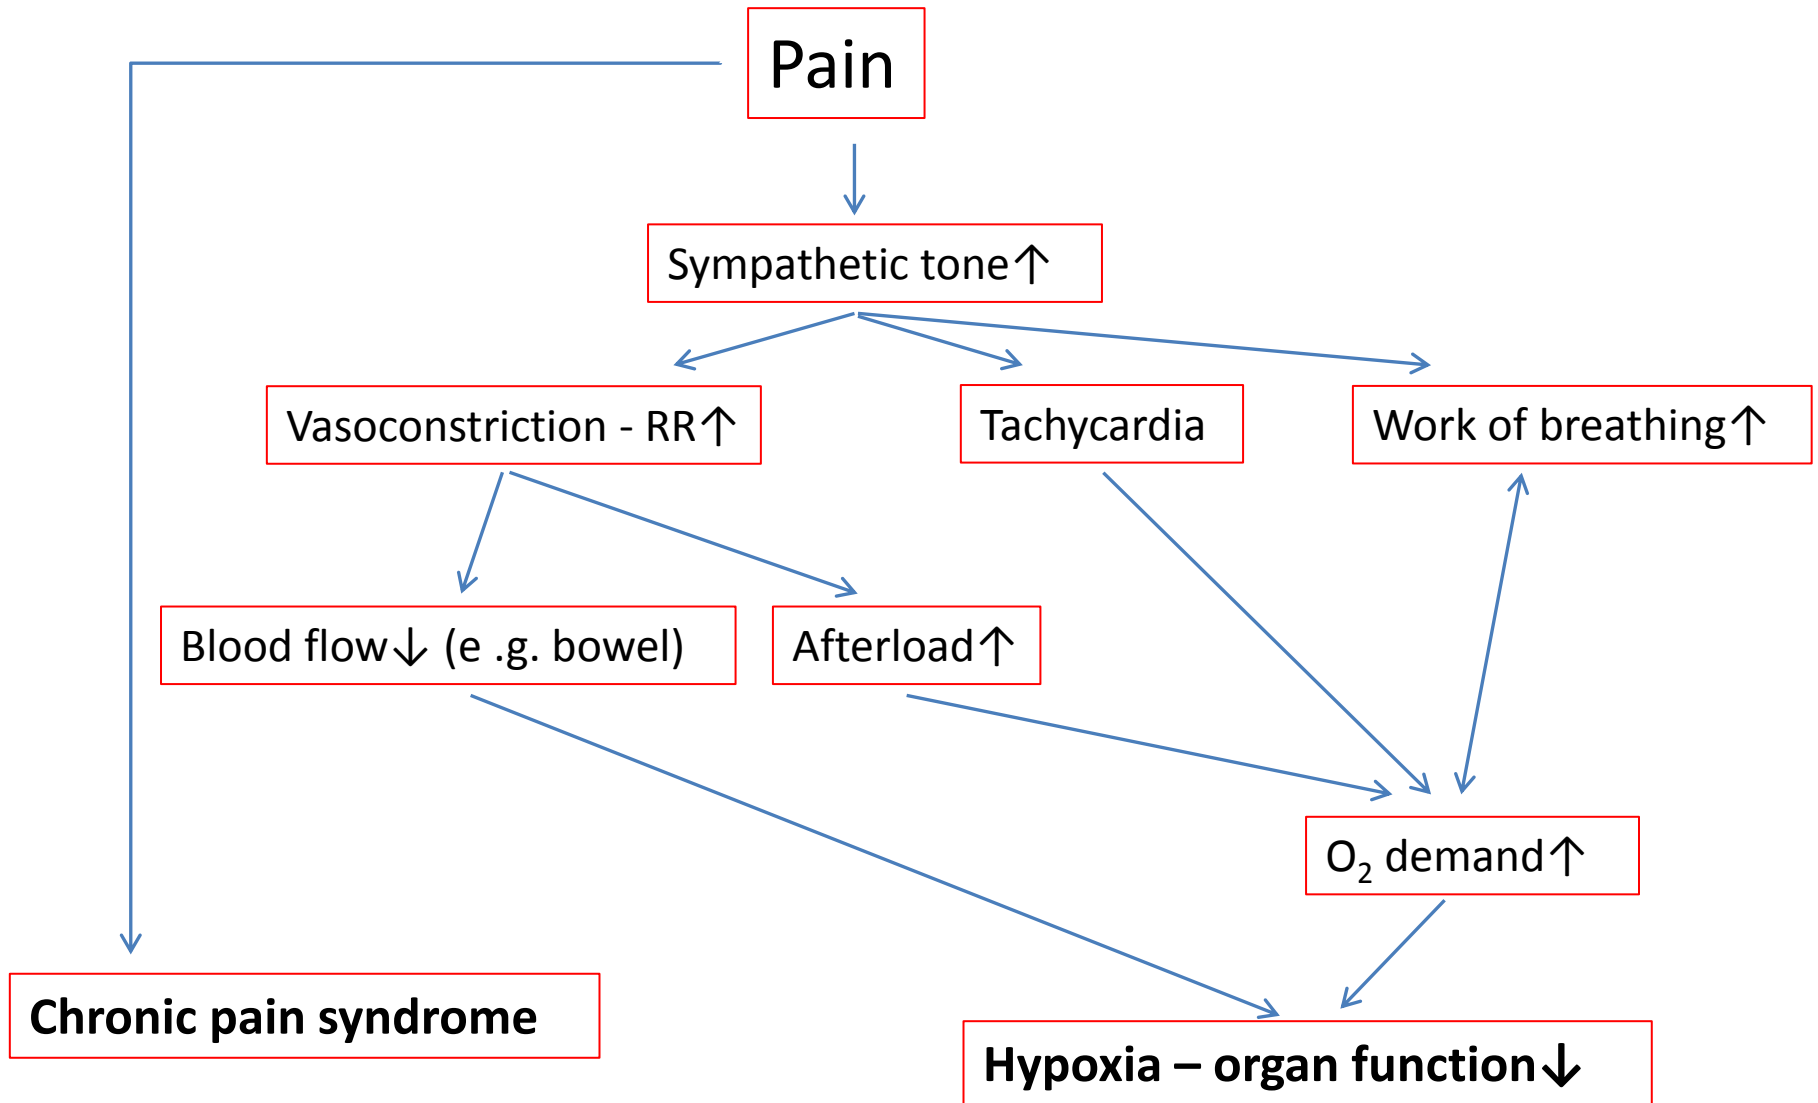 Pain
Sympathetic tone↑
Vasoconstriction - RR↑
Tachycardia
Work of breathing↑
Blood flow↓ (e .g. bowel)
Afterload↑
O₂ demand↑
Chronic pain syndrome
Hypoxia – organ function↓